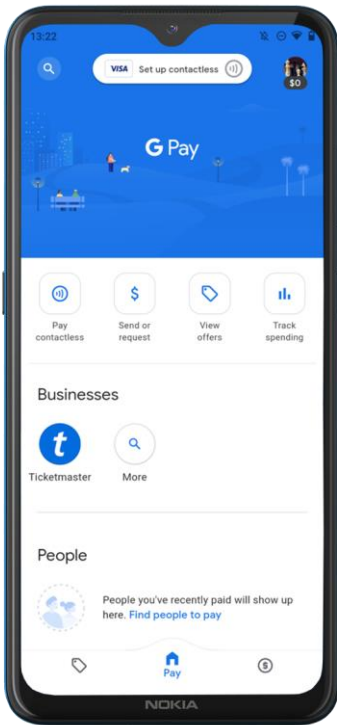 13:22
VISA Set up contactless
$0
G Pay
$
Pay
contactless
Send or
request
View
offers
Track
spending
Businesses
t
Ticketmaster
More
People
People you've recently paid will show up
here. Find people to pay
Pay
$
NOKIA